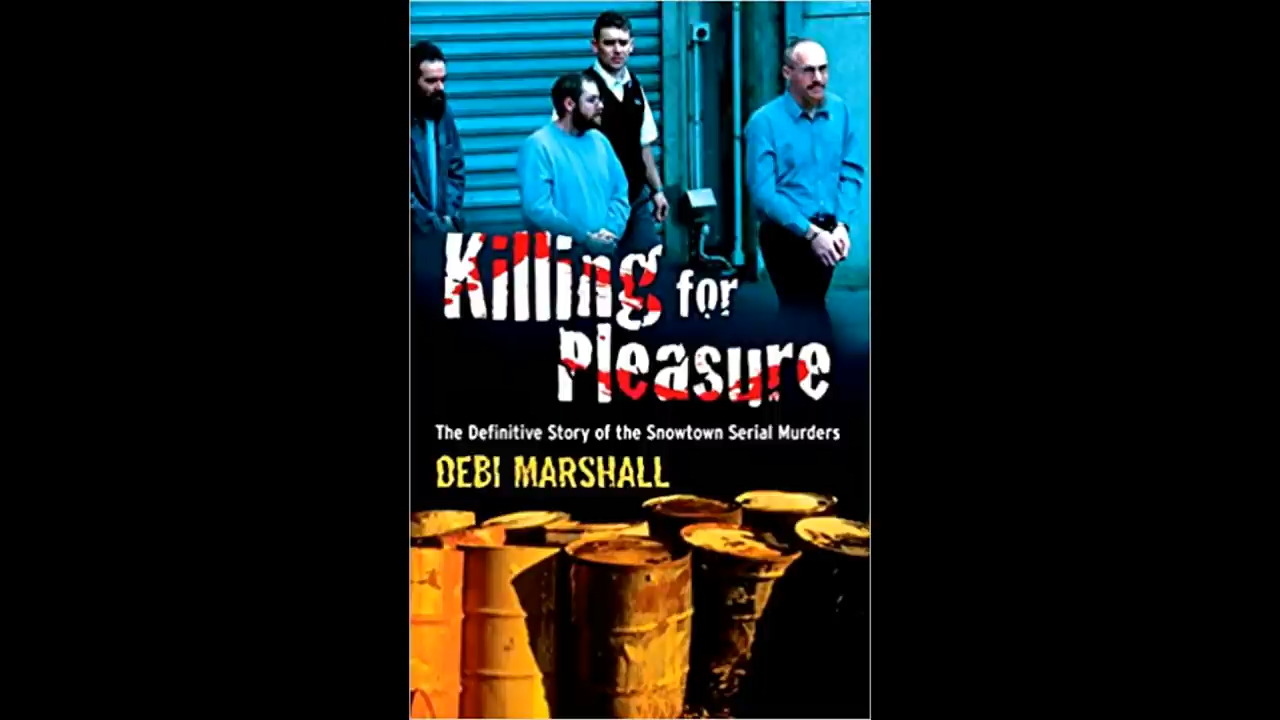 Killing for
Pleasure
The Definitive Story of the Snowtown Serial Murders
DEBI MARSHALL